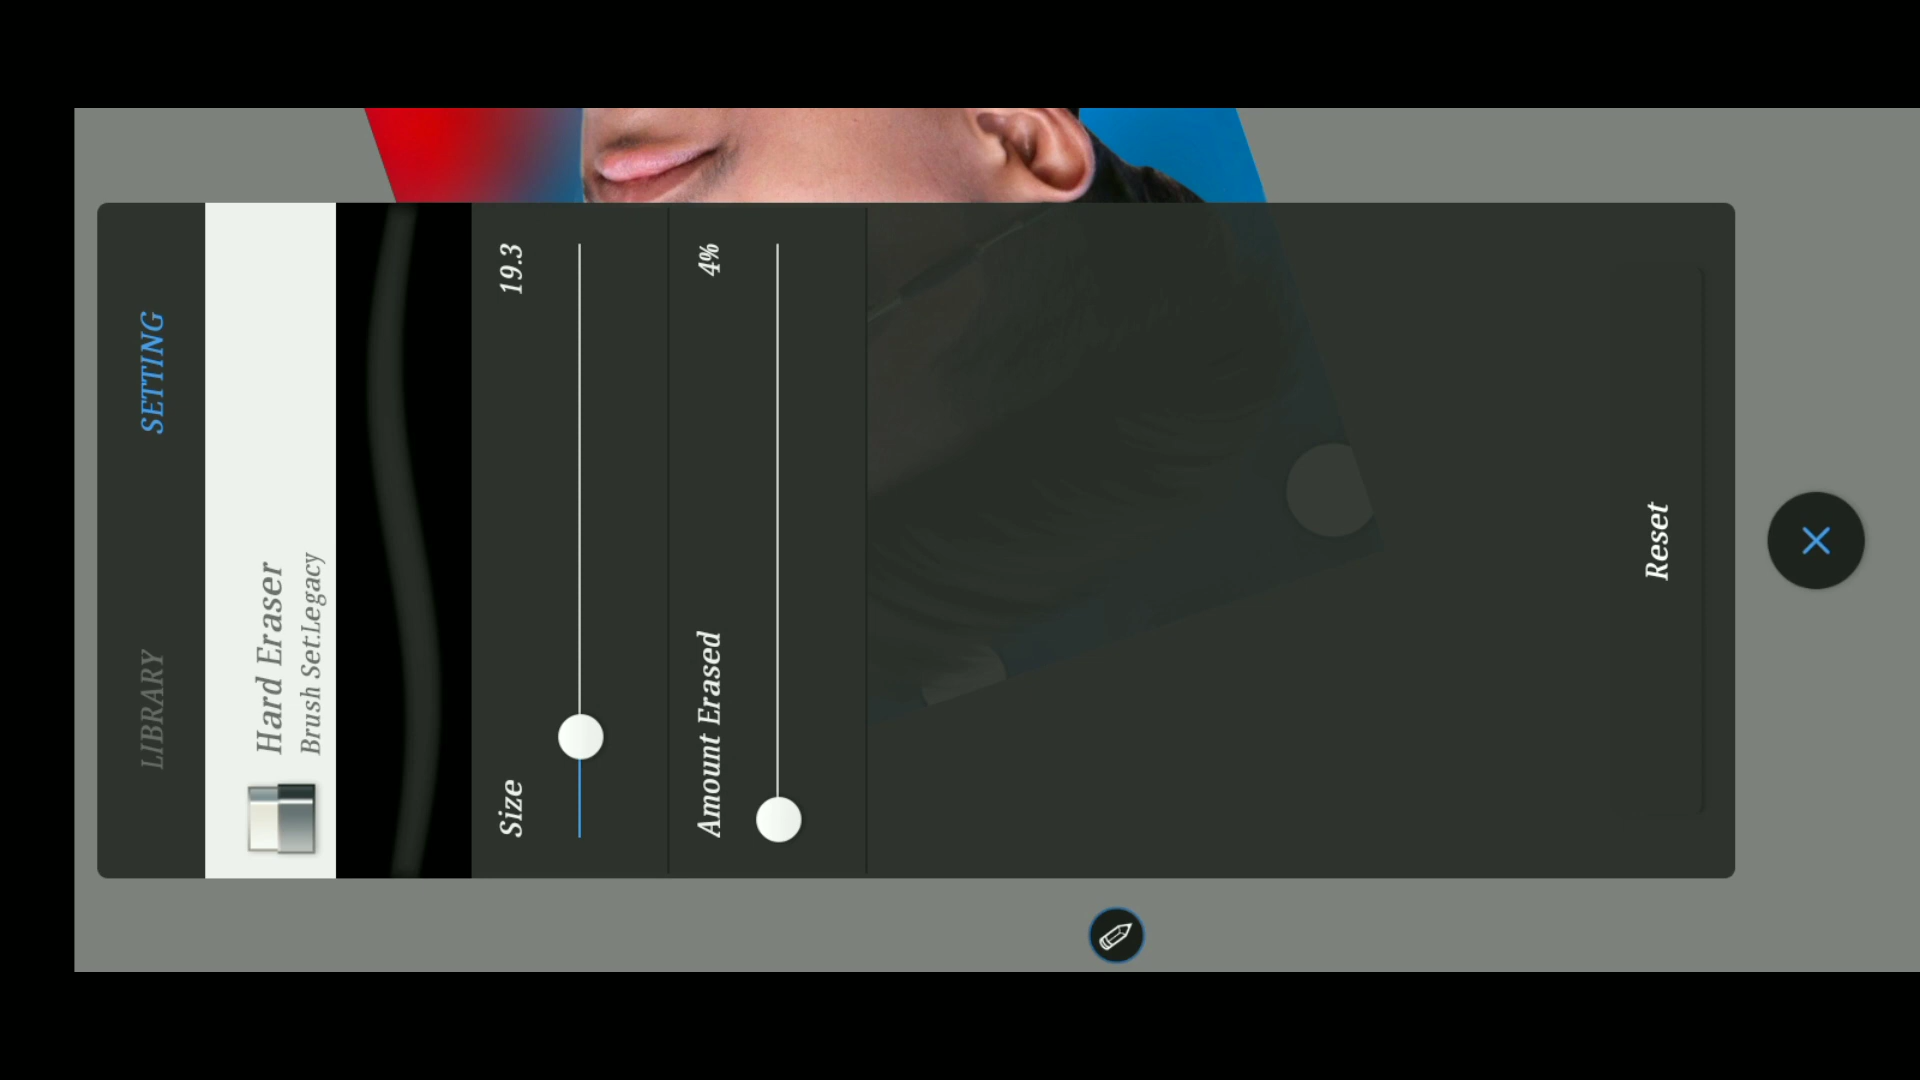 LIBRARY SETTING
Hard Eraser
Brush Set:Legacy
Size 19.3
Amount Erased 4%
Reset